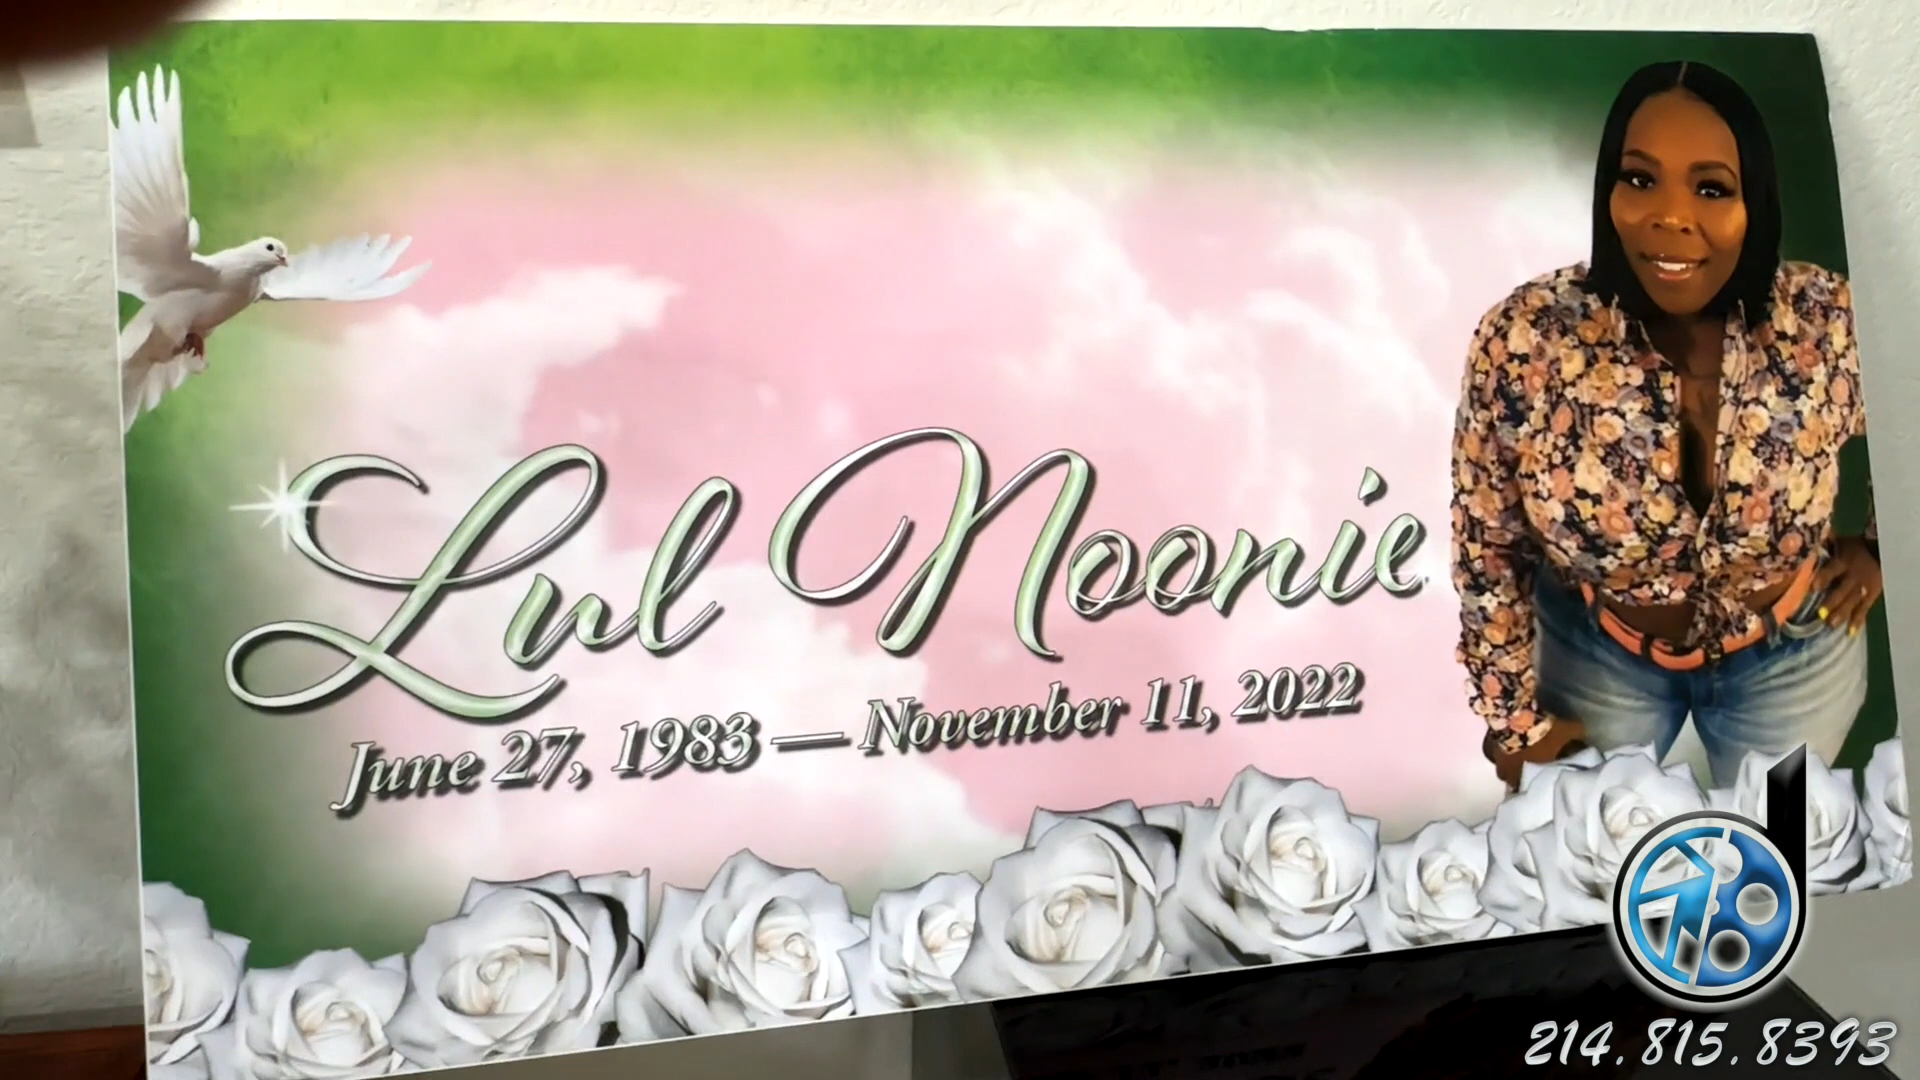 Lul Noonie
June 27, 1983 — November 11, 2022
214.815.8393